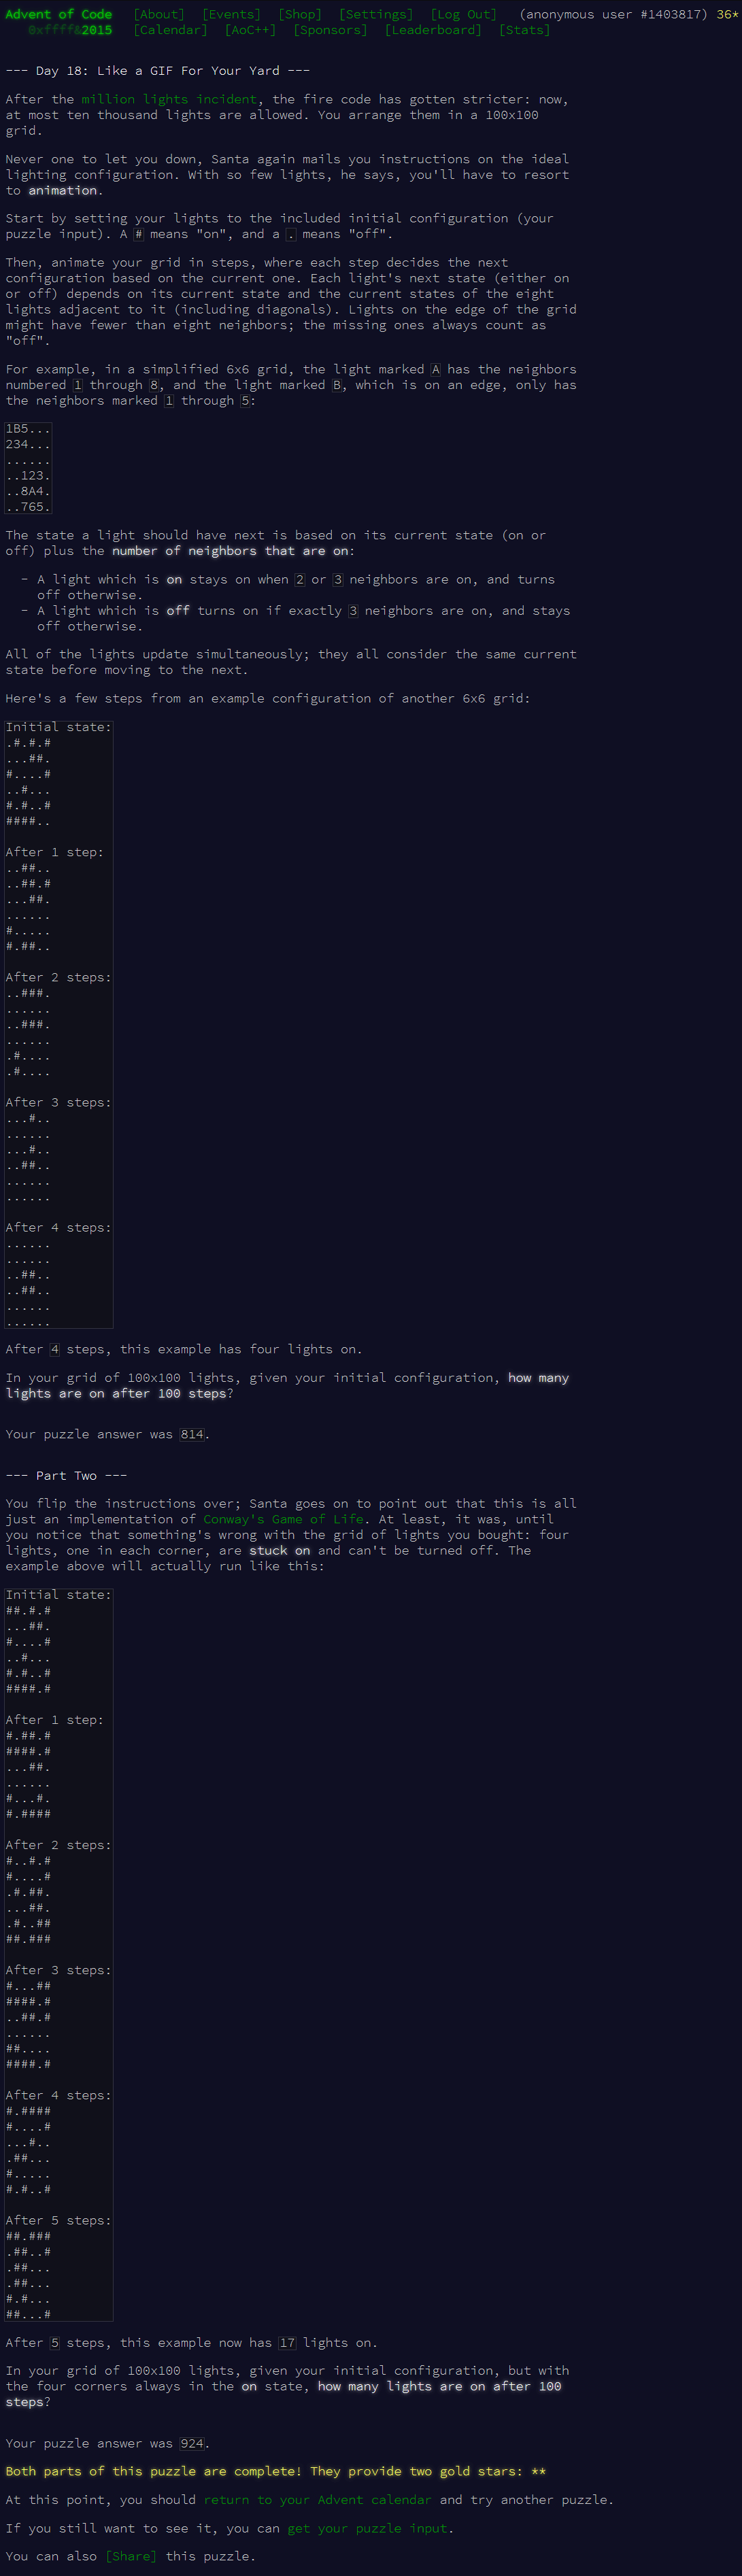 Advent of Code [About] [Events] [Shop] [Settings] [Log Out] (anonymous user #1403817) 36*
0xffff&2015 [Calendar] [AoC++] [Sponsors] [Leaderboard] [Stats]
--- Day 18: Like a GIF For Your Yard ---
After the million lights incident, the fire code has gotten stricter: now,
at most ten thousand lights are allowed. You arrange them in a 100x100
grid.
Never one to let you down, Santa again mails you instructions on the ideal
lighting configuration. With so few lights, he says, you'll have to resort
to animation.
Start by setting your lights to the included initial configuration (your
puzzle input). A # means "on", and a . means "off".
Then, animate your grid in steps, where each step decides the next
configuration based on the current one. Each light's next state (either on
or off) depends on its current state and the current states of the eight
lights adjacent to it (including diagonals). Lights on the edge of the grid
might have fewer than eight neighbors; the missing ones always count as
"off".
For example, in a simplified 6x6 grid, the light marked A has the neighbors
numbered 1 through 8, and the light marked B, which is on an edge, only has
the neighbors marked 1 through 5:
1B5...
234...
......
..123.
..8A4.
..765.
The state a light should have next is based on its current state (on or
off) plus the number of neighbors that are on:
- A light which is on stays on when 2 or 3 neighbors are on, and turns
off otherwise.
- A light which is off turns on if exactly 3 neighbors are on, and stays
off otherwise.
All of the lights update simultaneously; they all consider the same current
state before moving to the next.
Here's a few steps from an example configuration of another 6x6 grid:
Initial state:
.#.#.#
...##.
#....#
..#...
#.#..#
####..
After 1 step:
..##..
..##.#
...##.
......
#.....
#.##..
After 2 steps:
..###.
......
..###.
......
.#....
.#....
After 3 steps:
...#..
......
...#..
..##..
......
......
After 4 steps:
......
......
..##..
..##..
......
......
After 4 steps, this example has four lights on.
In your grid of 100x100 lights, given your initial configuration, how many
lights are on after 100 steps?
Your puzzle answer was 814.
--- Part Two ---
You flip the instructions over; Santa goes on to point out that this is all
just an implementation of Conway's Game of Life. At least, it was, until
you notice that something's wrong with the grid of lights you bought: four
lights, one in each corner, are stuck on and can't be turned off. The
example above will actually run like this:
Initial state:
##.#.#
...##.
#....#
..#...
#.#..#
####.#
After 1 step:
#.##.#
####.#
...##.
......
#...#.
#.####
After 2 steps:
#..#.#
#....#
.#.##.
...##.
.#..##
##.###
After 3 steps:
#...##
####.#
..##.#
......
##....
####.#
After 4 steps:
#.####
#....#
...#..
.##...
#.....
#.#..#
After 5 steps:
##.###
.##..#
.##...
.##...
#.#...
##...#
After 5 steps, this example now has 17 lights on.
In your grid of 100x100 lights, given your initial configuration, but with
the four corners always in the on state, how many lights are on after 100
steps?
Your puzzle answer was 924.
Both parts of this puzzle are complete! They provide two gold stars: **
At this point, you should return to your Advent calendar and try another puzzle.
If you still want to see it, you can get your puzzle input.
You can also [Share] this puzzle.